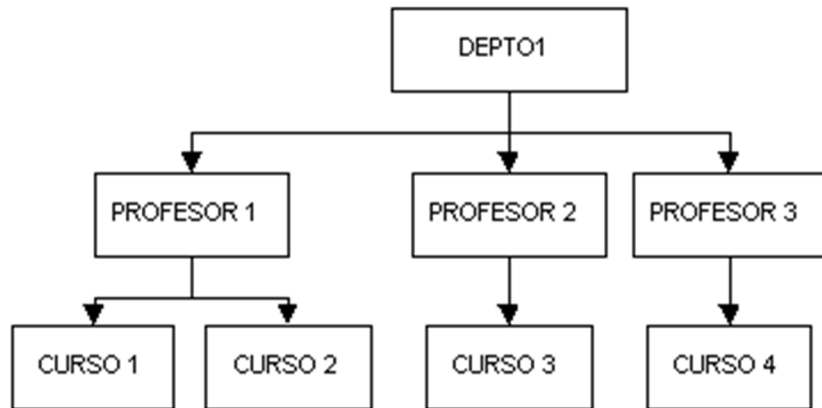 DEPTO1
PROFESOR 1
PROFESOR 2
PROFESOR 3
CURSO 1
CURSO 2
CURSO 3
CURSO 4